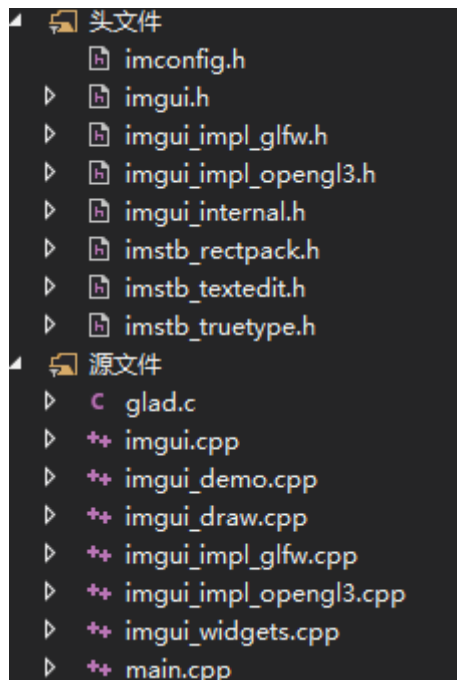 头文件
imconfig.h
imgui.h
imgui_impl_glfw.h
imgui_impl_opengl3.h
imgui_internal.h
imstb_rectpack.h
imstb_textedit.h
imstb_truetype.h
源文件
glad.c
imgui.cpp
imgui_demo.cpp
imgui_draw.cpp
imgui_impl_glfw.cpp
imgui_impl_opengl3.cpp
imgui_widgets.cpp
main.cpp